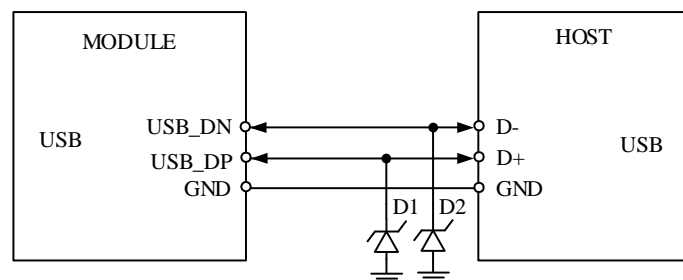 MODULE
HOST
USB
USB_DN
D-
USB_DP
D+
USB
GND
GND
D1
D2